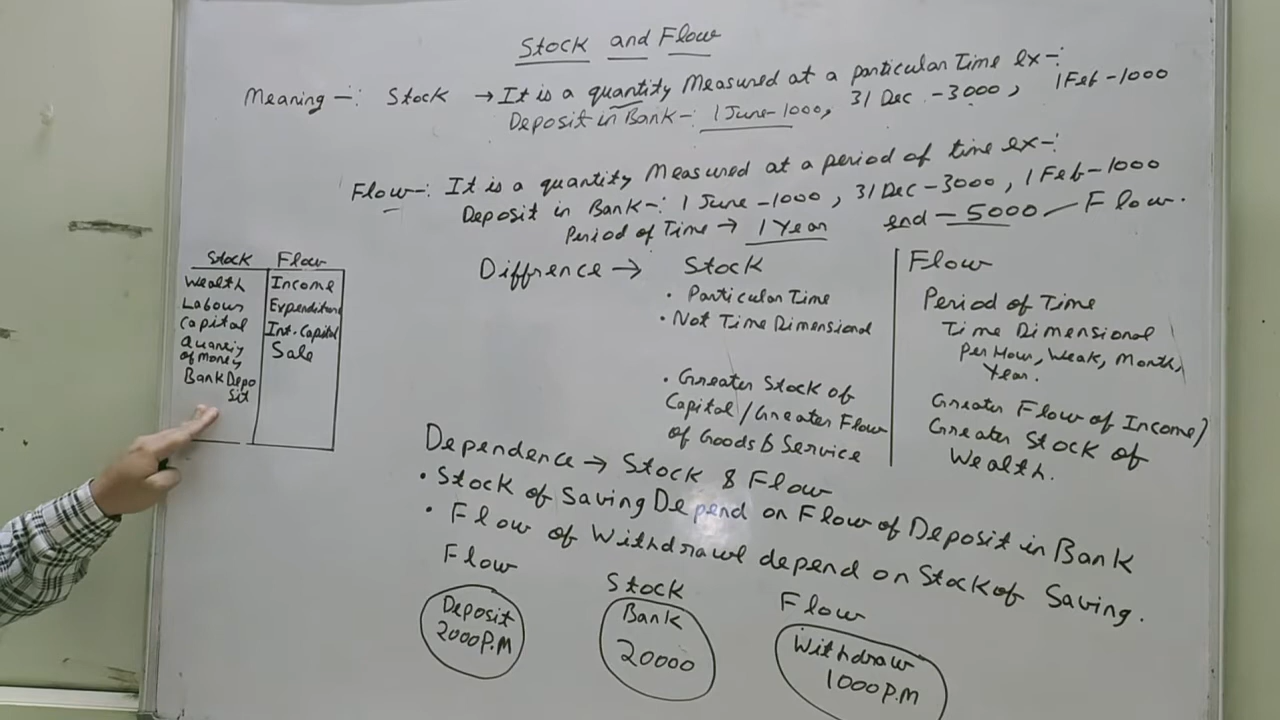 Stock and Flow
Meaning -: Stock → It is a quantity Measured at a particular Time ex-:
Deposit in Bank-: 1 June-1000, 31 Dec -3000, 1 Feb-1000
Flow-: It is a quantity Measured at a period of time ex-:
Deposit in Bank-: 1 June -1000, 31 Dec -3000, 1 Feb-1000
Period of Time → 1 Year end - 5000 - Flow.
Stock Flow
Wealth Income
Labour Expenditure
Capital Int. Capital
Quantiy of Money Sale
Bank Depo
sit
Diffrence → Stock Flow
• Particular Time Period of Time
• Not Time Dimensional Time Dimensional
Per Hour, Weak, Month,
Year.
• Greater Stock of Greater Flow of Income/
Capital/Greater Flow Greater Stock of
of Goods & Service Wealth.
Dependence → Stock & Flow
• Stock of Saving Depend on Flow of Deposit in Bank
• Flow of Withdrawl depend on Stock of Saving.
Flow Stock Flow
Deposit Bank Withdraw
2000P.M 20000 1000P.M